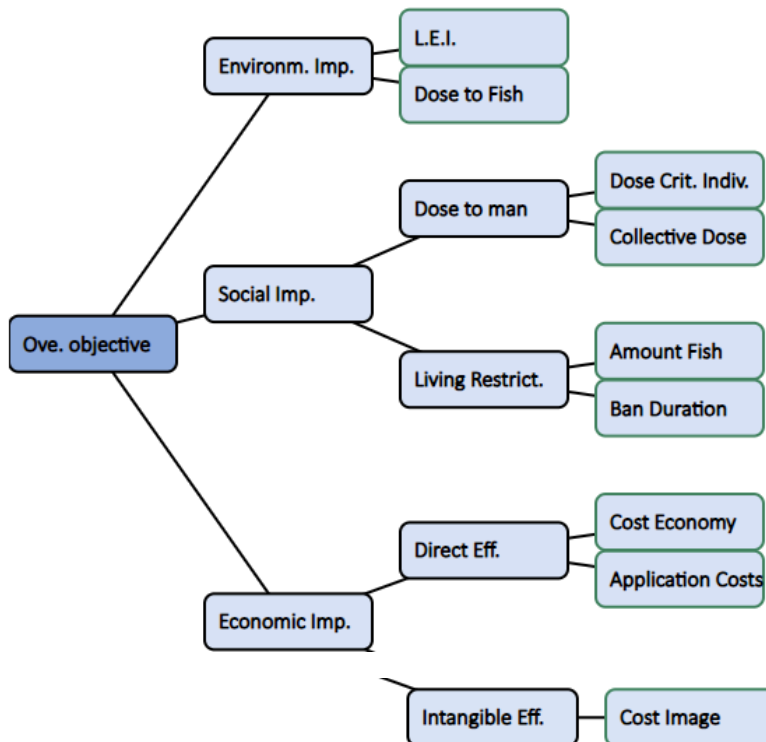 L.E.I.
Environm. Imp.
Dose to Fish
Dose Crit. Indiv.
Dose to man
Collective Dose
Social Imp.
Ove. objective
Amount Fish
Living Restrict.
Ban Duration
Cost Economy
Direct Eff.
Application Costs
Economic Imp.
Intangible Eff.
Cost Image